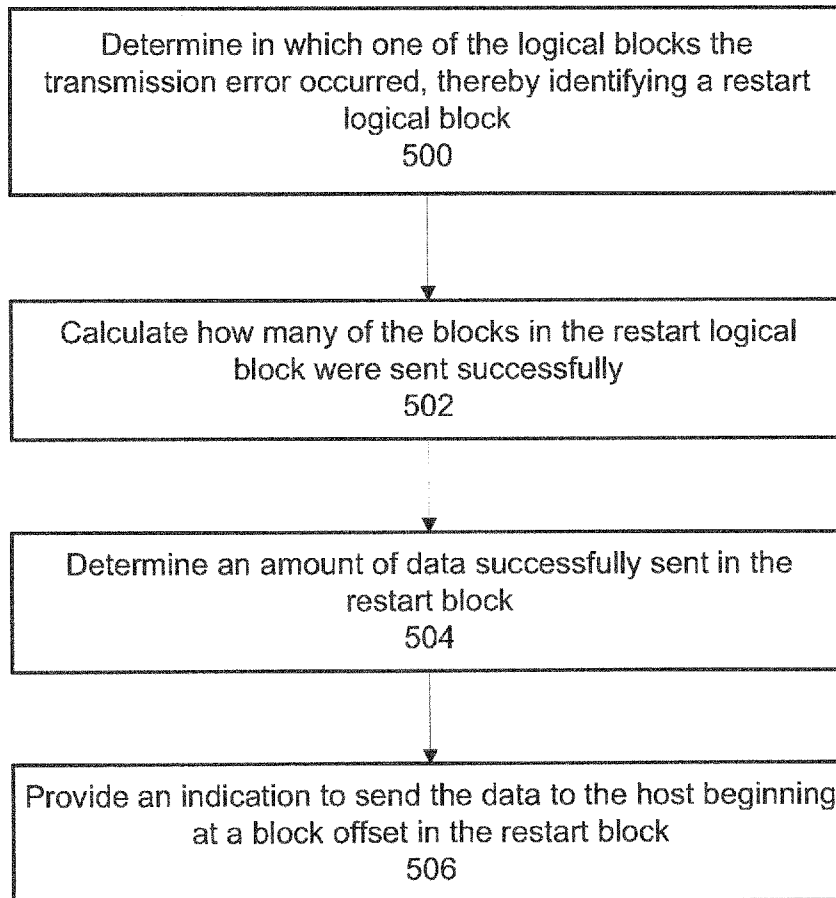 Determine in which one of the logical blocks the
transmission error occurred, thereby identifying a restart
logical block
500
Calculate how many of the blocks in the restart logical
block were sent successfully
502
Determine an amount of data successfully sent in the
restart block
504
Provide an indication to send the data to the host beginning
at a block offset in the restart block
506